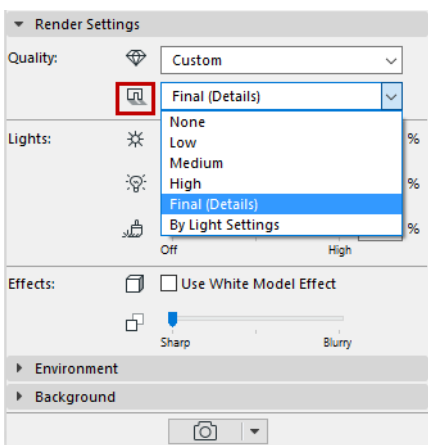 Render Settings
Quality: Custom
Final (Details)
None
Lights: Low %
Medium
High %
Final (Details)
By Light Settings %
Off High
Effects: Use White Model Effect
Sharp Blurry
Environment
Background